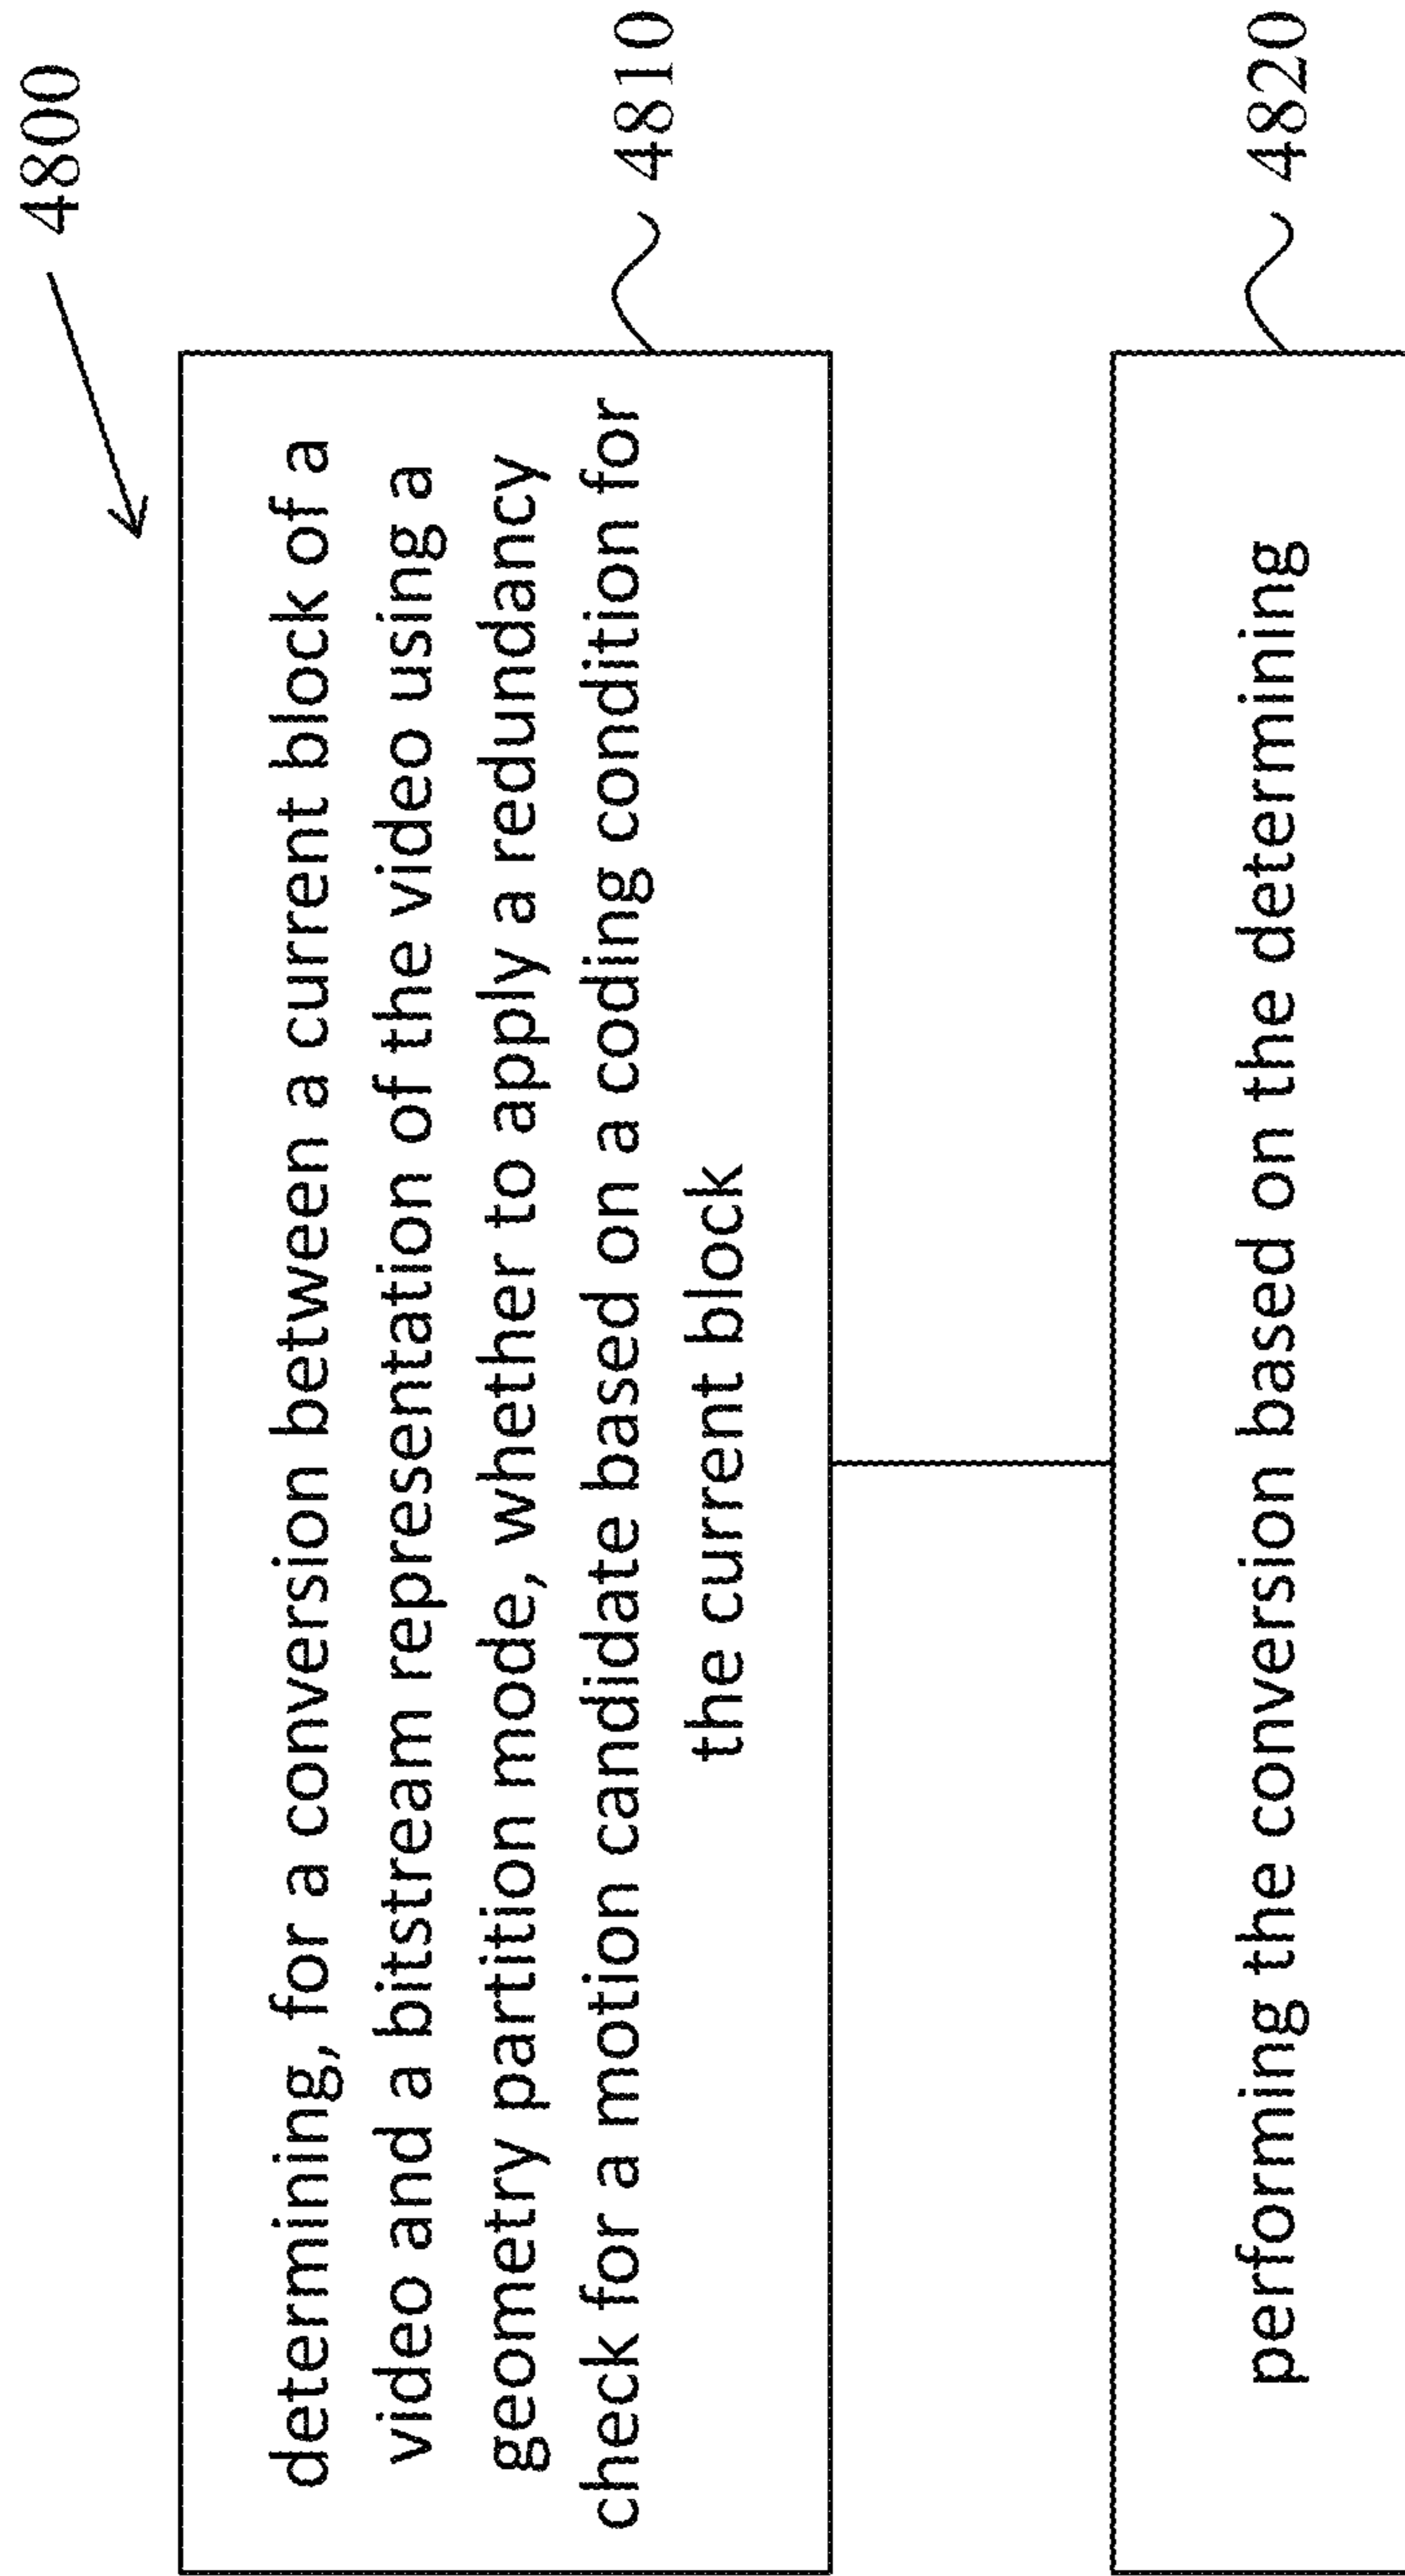 4800
determining, for a conversion between a current block of a
video and a bitstream representation of the video using a
geometry partition mode, whether to apply a redundancy
check for a motion candidate based on a coding condition for
the current block
4810
performing the conversion based on the determining
4820